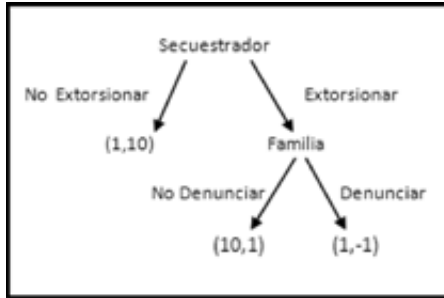 Secuestrador
No Extorsionar Extorsionar
(1,10) Familia
No Denunciar Denunciar
(10,1) (1,-1)